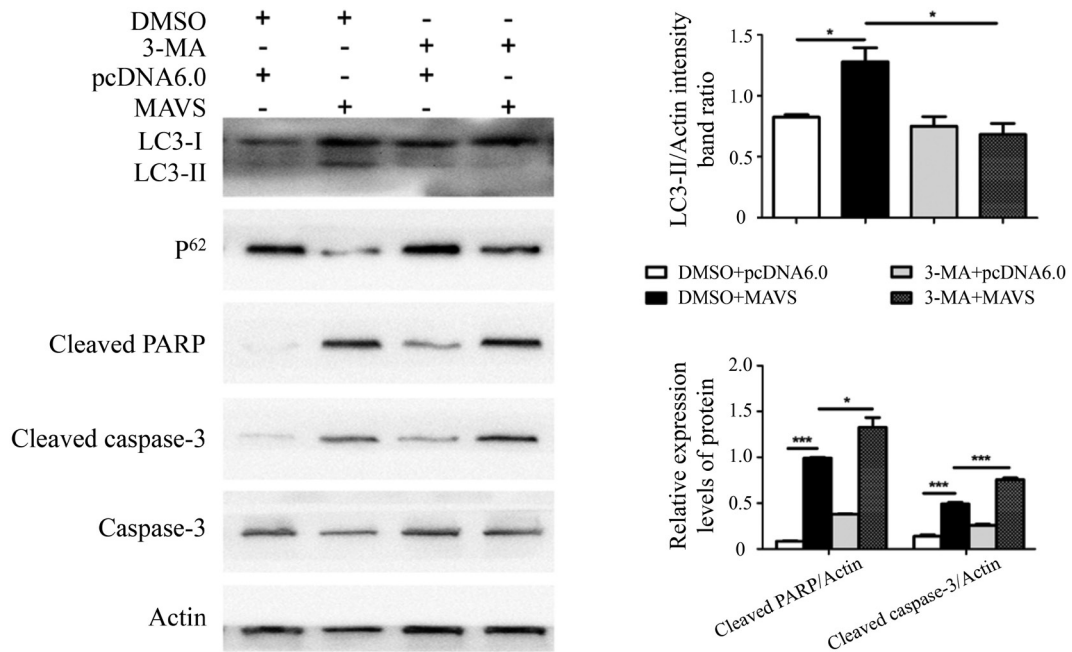 DMSO + + - -
3-MA - - + +
pcDNA6.0 + - + -
MAVS - + - +
LC3-I
LC3-II
P62
Cleaved PARP
Cleaved caspase-3
Caspase-3
Actin
LC3-II/Actin intensity
band ratio
1.5
1.0
0.5
0
*
*
DMSO+pcDNA6.0
3-MA+pcDNA6.0
DMSO+MAVS
3-MA+MAVS
Relative expression
levels of protein
2.0
1.5
1.0
0.5
0
***
*
***
***
Cleaved PARP/Actin
Cleaved caspase-3/Actin